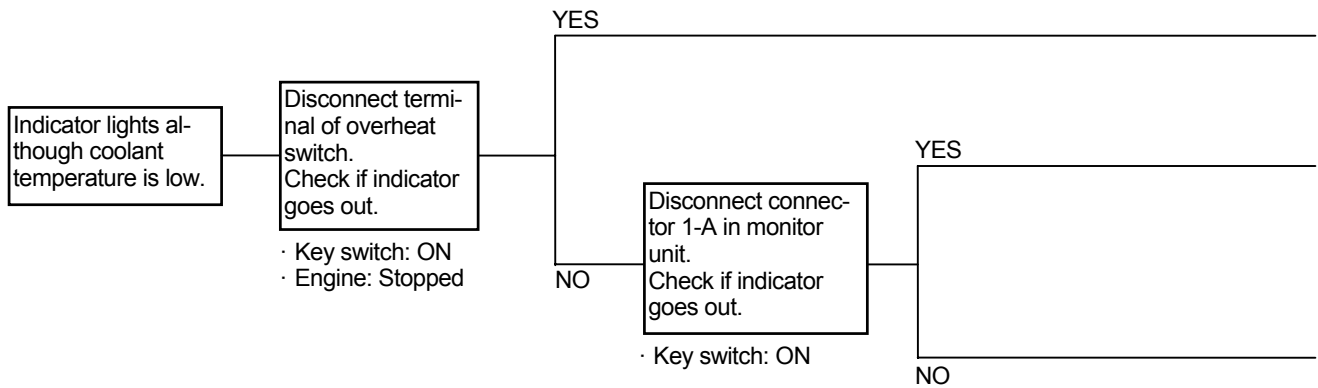 YES
Indicator lights al-
though coolant
temperature is low.
Disconnect termi-
nal of overheat
switch.
Check if indicator
goes out.
· Key switch: ON
· Engine: Stopped
YES
NO
Disconnect connec-
tor 1-A in monitor
unit.
Check if indicator
goes out.
· Key switch: ON
NO